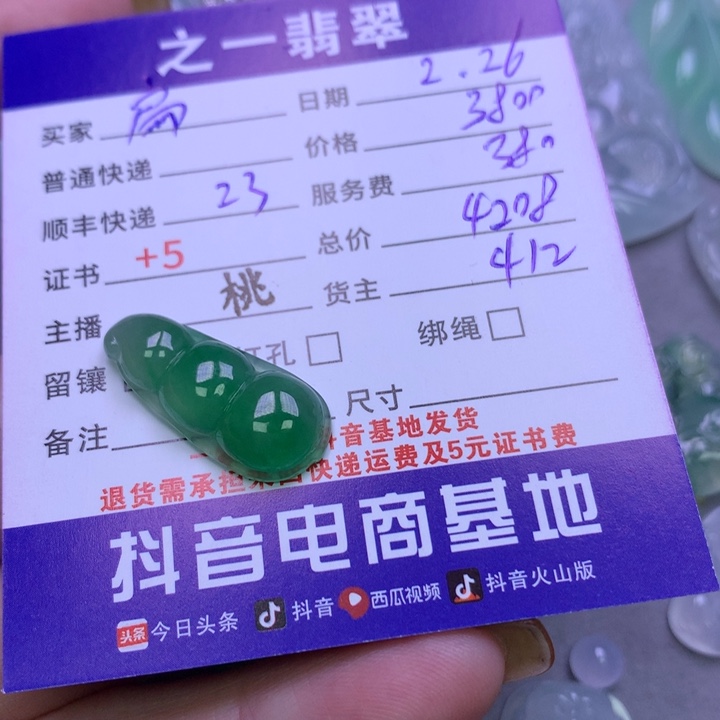 之一翡翠
买家 日期 2.26
普通快递 价格 3800
顺丰快递 23 服务费 380
证书 +5 总价 4208
主播 桃 货主 412
留镶 打孔 绑绳
备注 尺寸
抖音基地发货
退货需承担来回快递运费及5元证书费
抖音电商基地
头条 今日头条 抖音 西瓜视频 抖音火山版